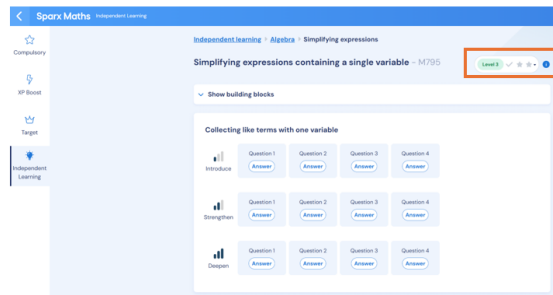 Sparx Maths Independent Learning
Compulsory
XP Boost
Target
Independent Learning
Independent learning > Algebra > Simplifying expressions
Simplifying expressions containing a single variable - M795
Level 3
Show building blocks
Collecting like terms with one variable
Introduce
Question 1 Question 2 Question 3 Question 4
Answer Answer Answer Answer
Strengthen
Question 1 Question 2 Question 3 Question 4
Answer Answer Answer Answer
Deepen
Question 1 Question 2 Question 3 Question 4
Answer Answer Answer Answer